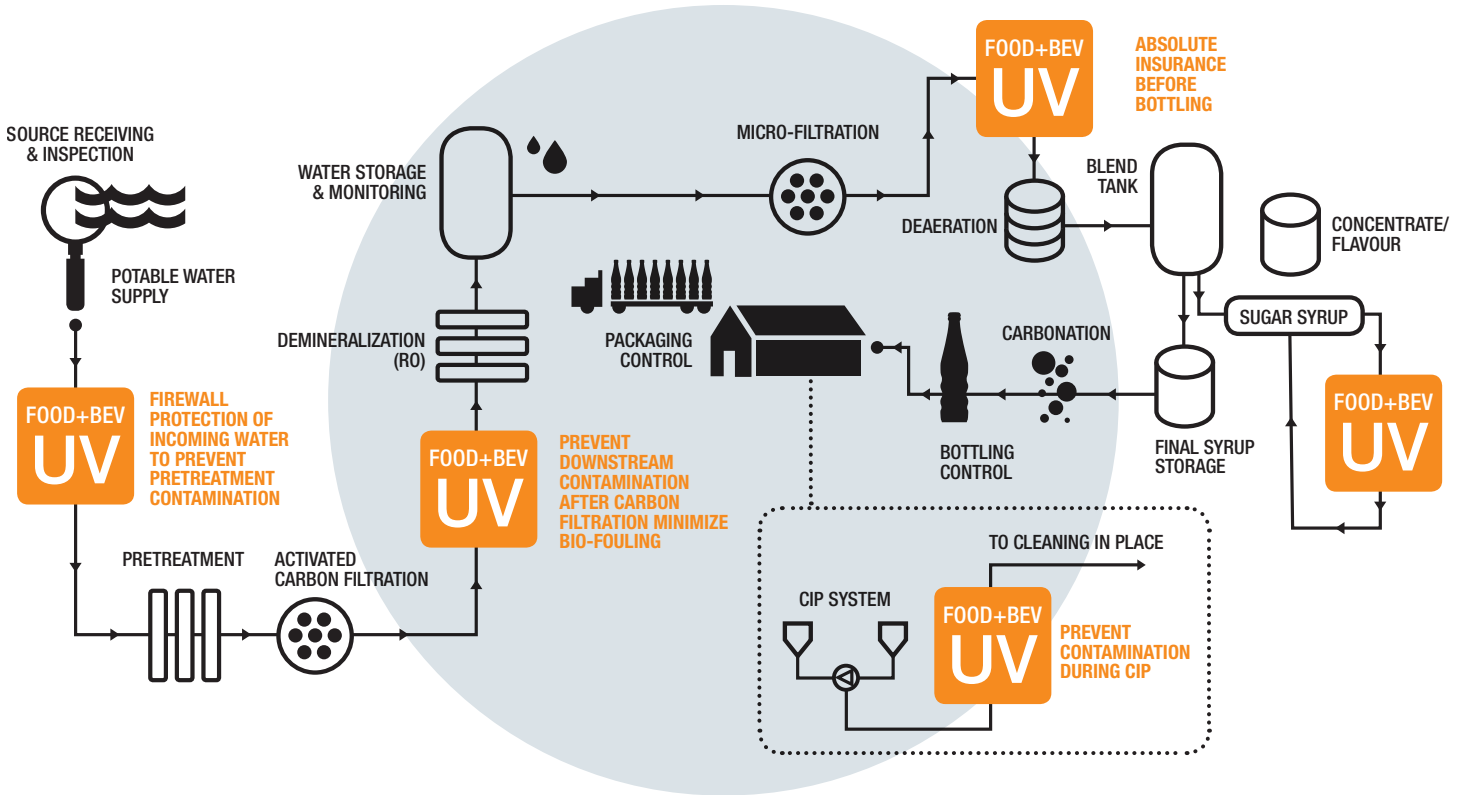 SOURCE RECEIVING
& INSPECTION
POTABLE WATER
SUPPLY
FOOD+BEV
UV
FIREWALL
PROTECTION OF
INCOMING WATER
TO PREVENT
PRETREATMENT
CONTAMINATION
PRETREATMENT
ACTIVATED
CARBON FILTRATION
FOOD+BEV
UV
PREVENT
DOWNSTREAM
CONTAMINATION
AFTER CARBON
FILTRATION MINIMIZE
BIO-FOULING
DEMINERALIZATION
(RO)
WATER STORAGE
& MONITORING
MICRO-FILTRATION
FOOD+BEV
UV
ABSOLUTE
INSURANCE
BEFORE
BOTTLING
DEAERATION
BLEND
TANK
CONCENTRATE/
FLAVOUR
SUGAR SYRUP
FOOD+BEV
UV
FINAL SYRUP
STORAGE
CARBONATION
BOTTLING
CONTROL
PACKAGING
CONTROL
TO CLEANING IN PLACE
CIP SYSTEM
FOOD+BEV
UV
PREVENT
CONTAMINATION
DURING CIP